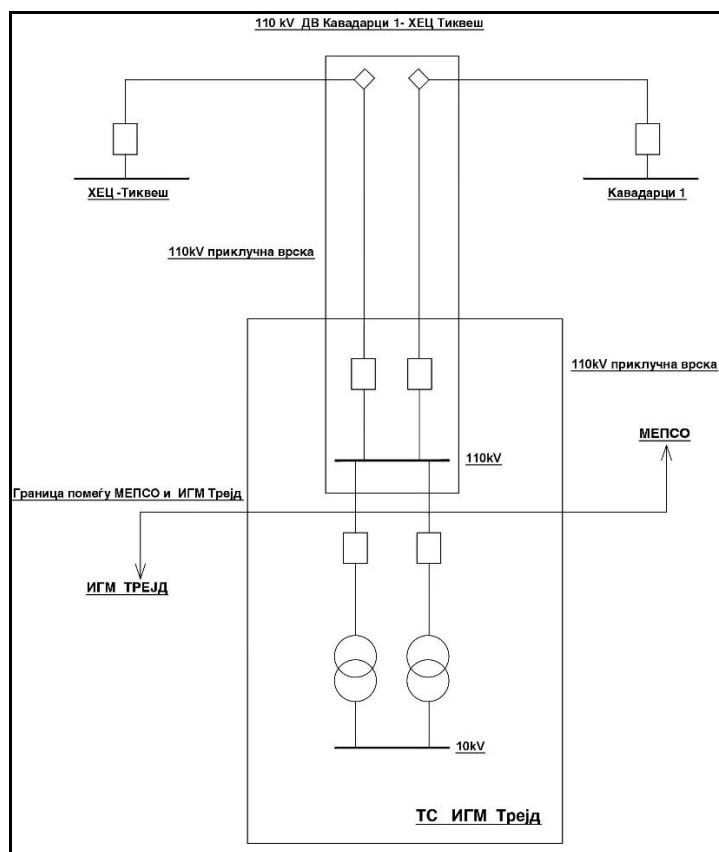 110 kV ДВ Кавадарци 1- ХЕЦ Тиквеш
ХЕЦ -Тиквеш
Кавадарци 1
110kV приклучна врска
110kV приклучна врска
МЕПСО
110kV
Граница помеѓу МЕПСО и ИГМ Трејд
ИГМ ТРЕЈД
10kV
ТС ИГМ Трејд